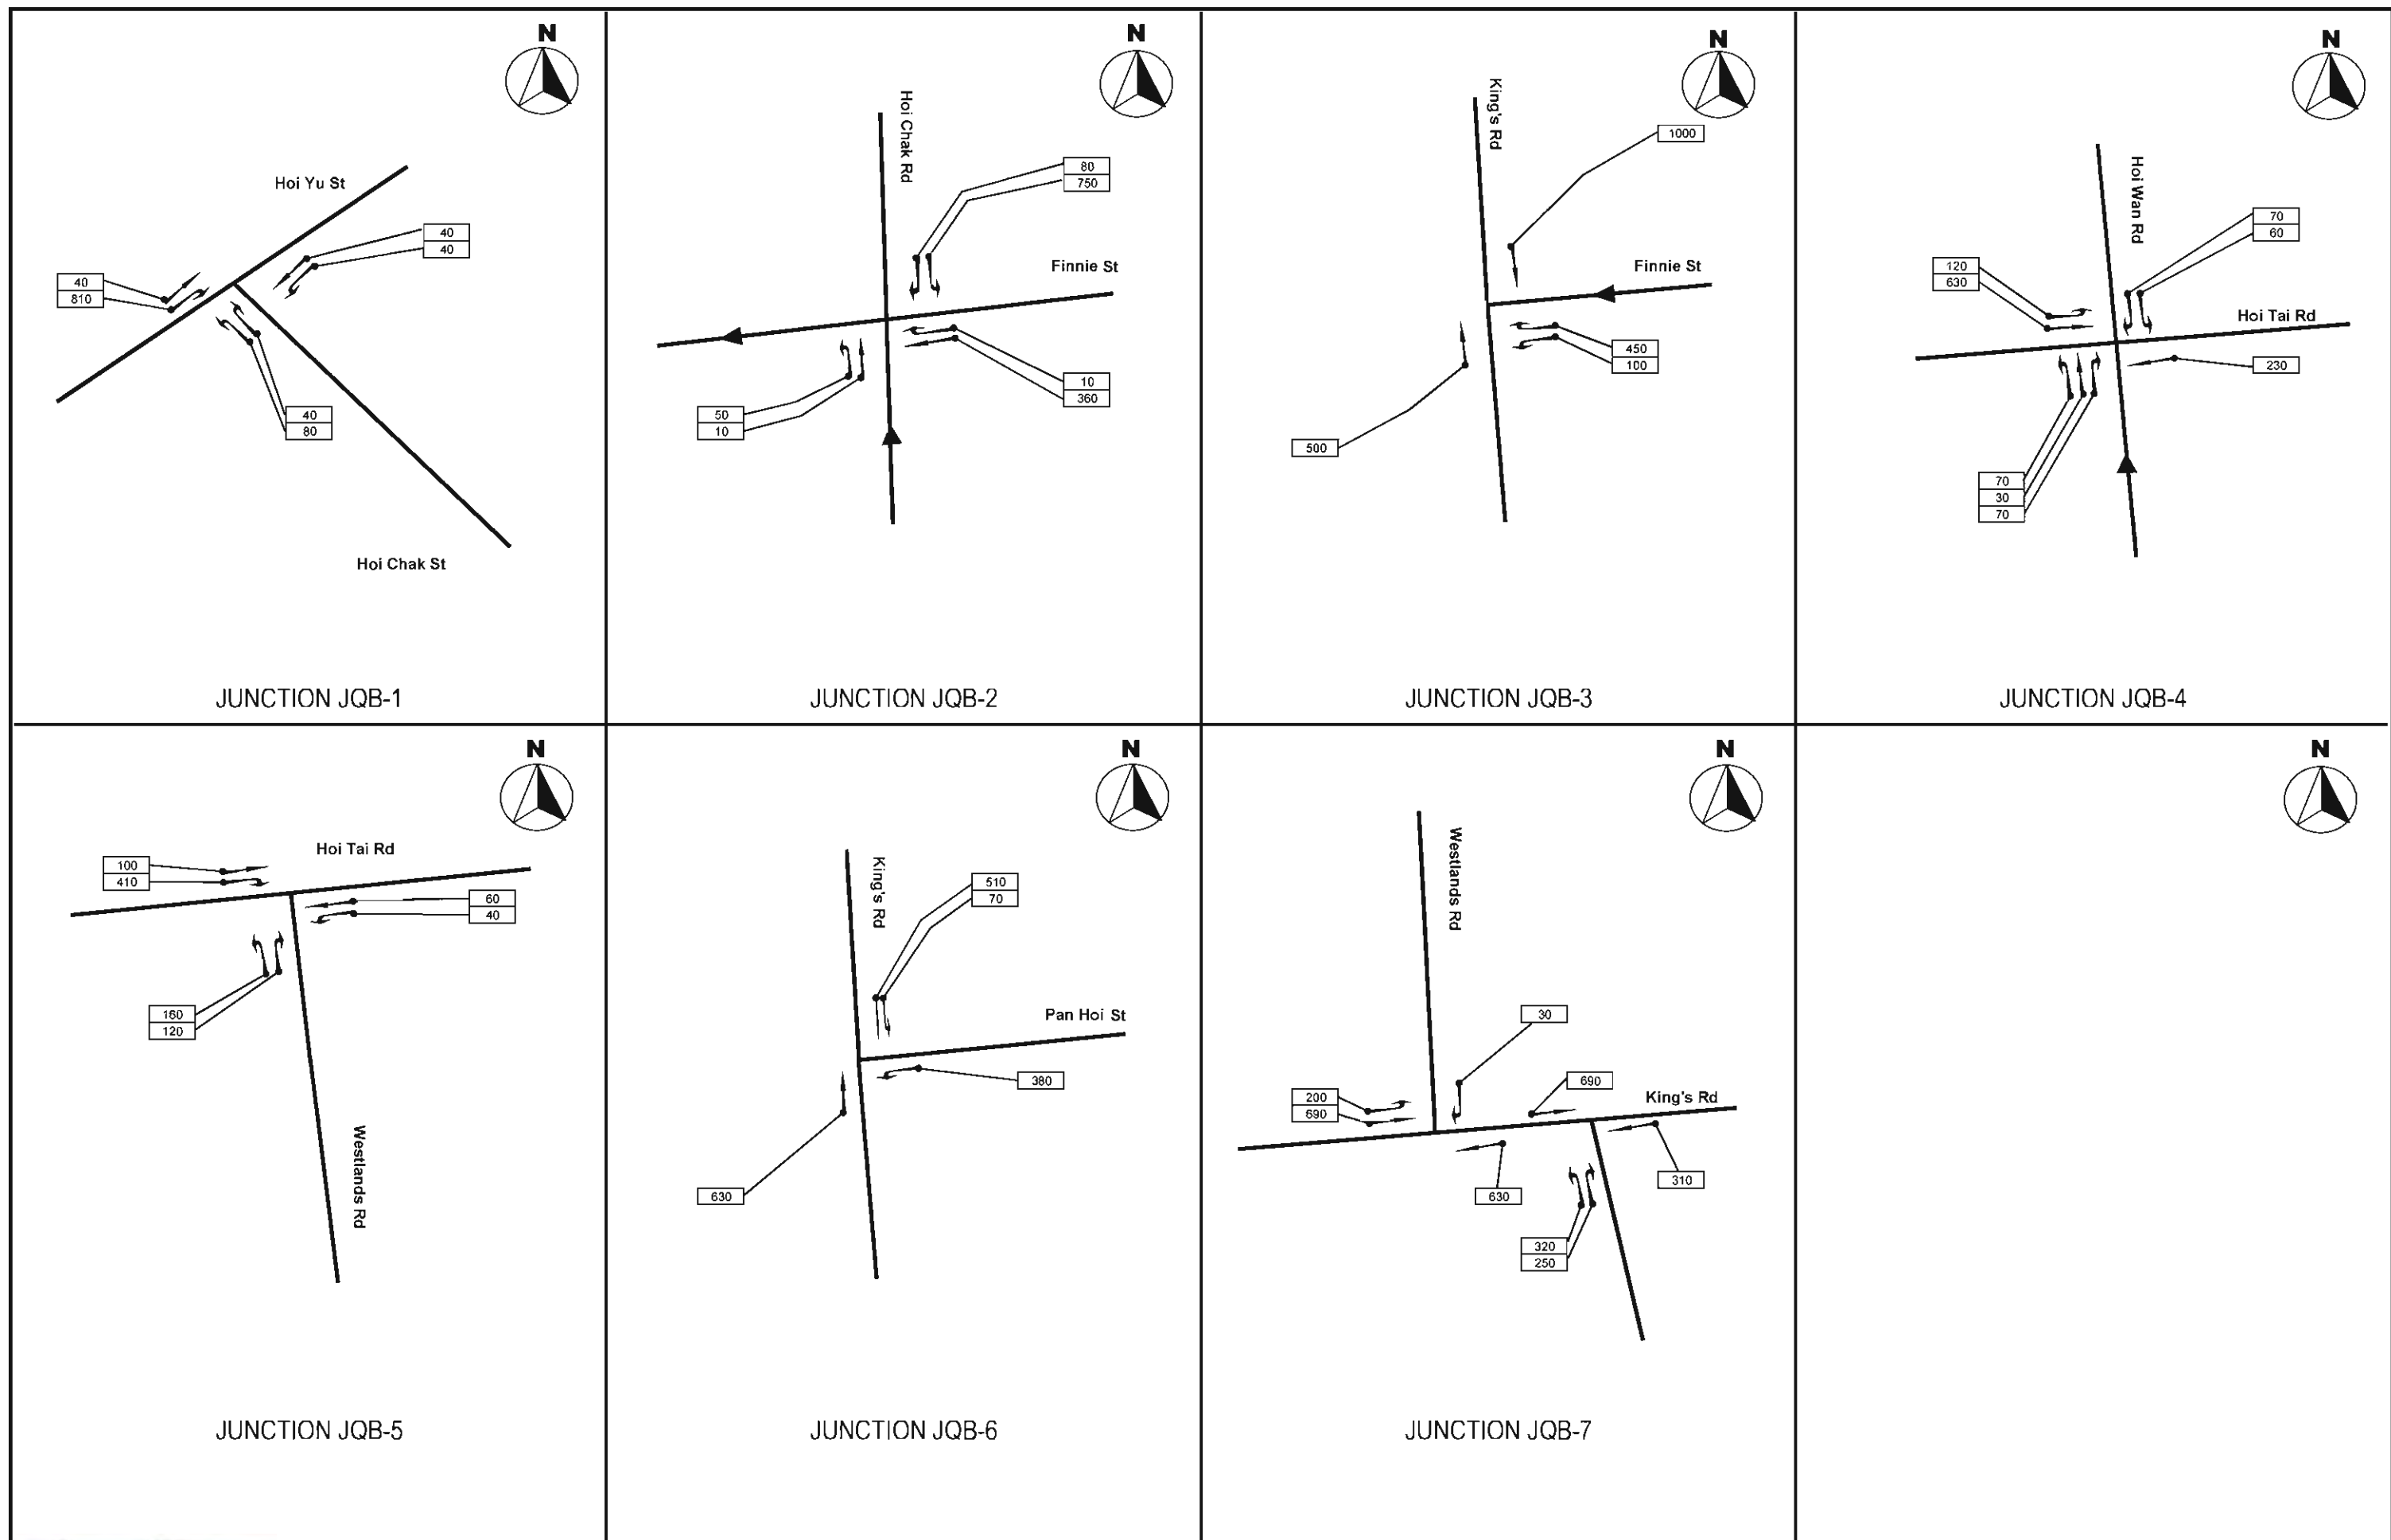 N
Hoi Yu St
40
40
40
810
40
80
Hoi Chak St
JUNCTION JQB-1
N
Hoi Chak Rd
80
750
Finnie St
10
360
50
10
JUNCTION JQB-2
N
King's Rd
1000
Finnie St
450
100
500
JUNCTION JQB-3
N
Hoi Wan Rd
70
60
120
630
Hoi Tai Rd
230
70
30
70
JUNCTION JQB-4
N
Hoi Tai Rd
100
410
60
40
160
120
Westlands Rd
JUNCTION JQB-5
N
King's Rd
510
70
Pan Hoi St
380
630
JUNCTION JQB-6
N
Westlands Rd
30
690
200
690
King's Rd
310
630
320
250
JUNCTION JQB-7
N